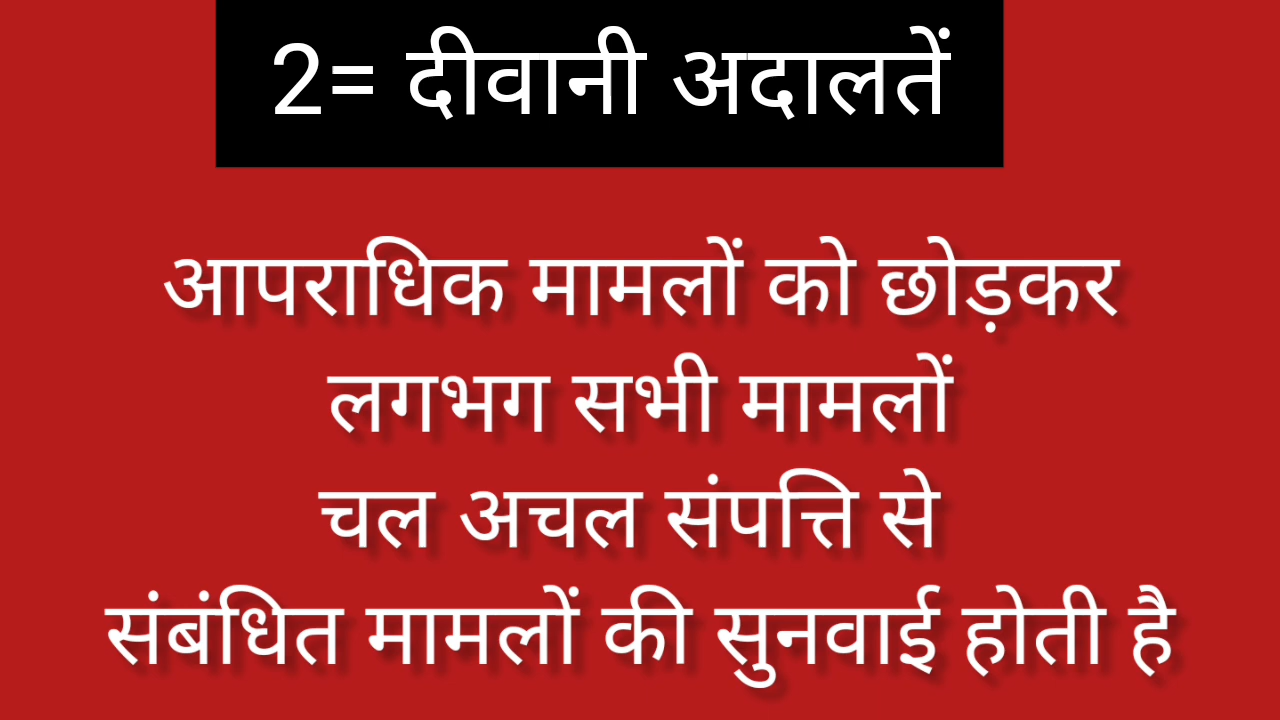 2= दीवानी अदालतें
आपराधिक मामलों को छोड़कर
लगभग सभी मामलों
चल अचल संपत्ति से
संबंधित मामलों की सुनवाई होती है